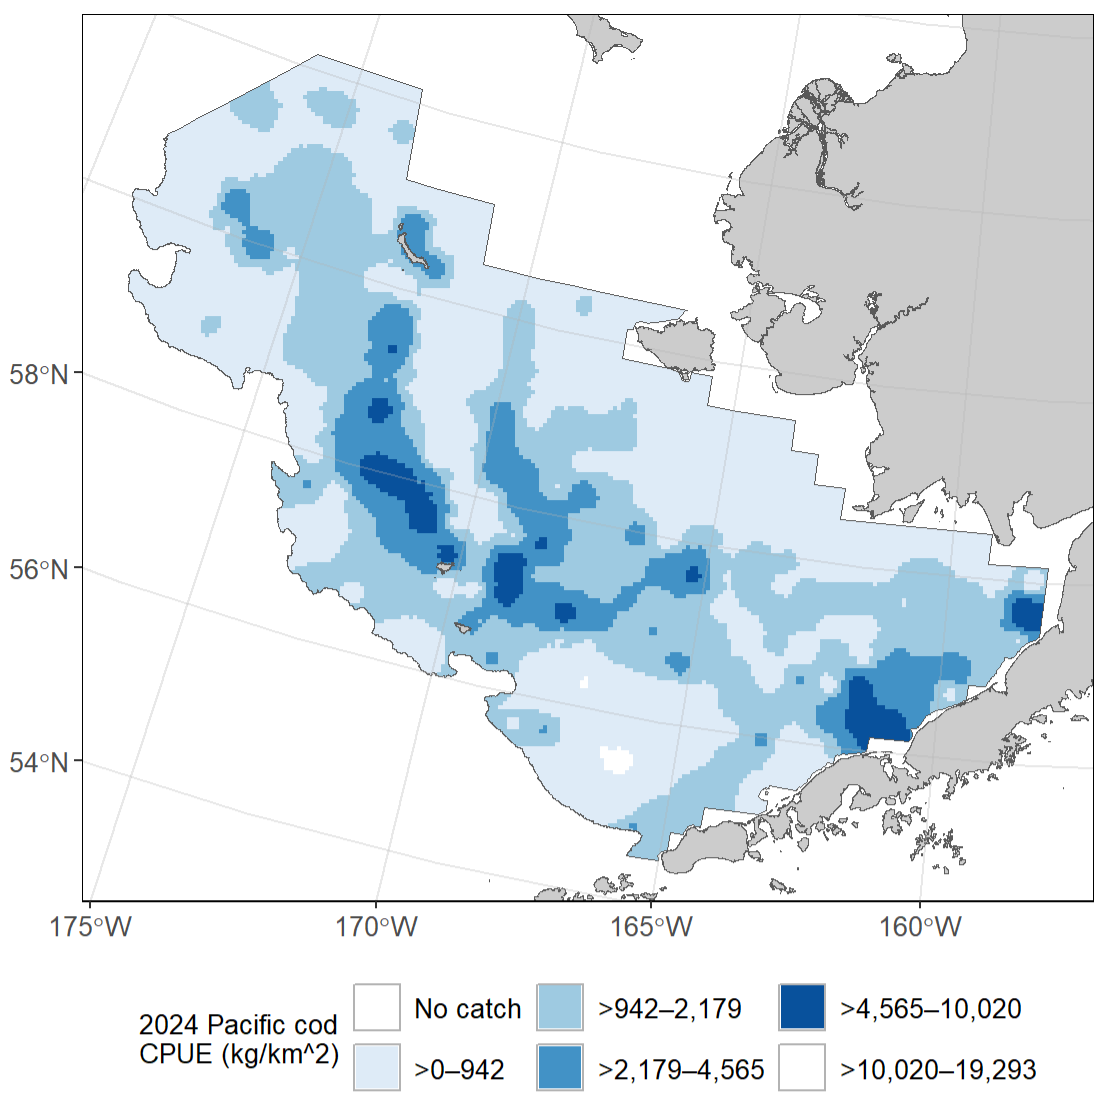 58°N
56°N
54°N
175°W 170°W 165°W 160°W
2024 Pacific cod
CPUE (kg/km^2)
No catch >942–2,179 >4,565–10,020
>0–942 >2,179–4,565 >10,020–19,293